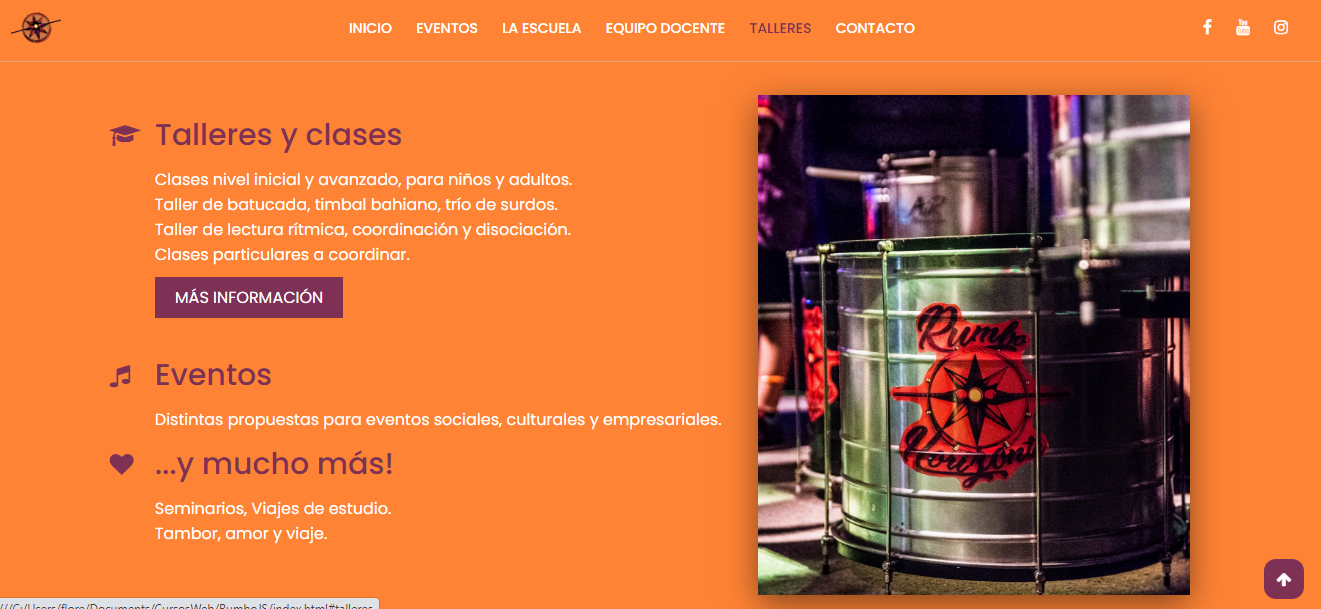 INICIO EVENTOS LA ESCUELA EQUIPO DOCENTE TALLERES CONTACTO
Talleres y clases
Clases nivel inicial y avanzado, para niños y adultos.
Taller de batucada, timbal bahiano, trío de surdos.
Taller de lectura rítmica, coordinación y disociación.
Clases particulares a coordinar.
MÁS INFORMACIÓN
Eventos
Distintas propuestas para eventos sociales, culturales y empresariales.
...y mucho más!
Seminarios, Viajes de estudio.
Tambor, amor y viaje.
Rumbo
Horizonte
///C:/Users/flore/Documents/CursosWeb/RumboJS/index.html#talleres